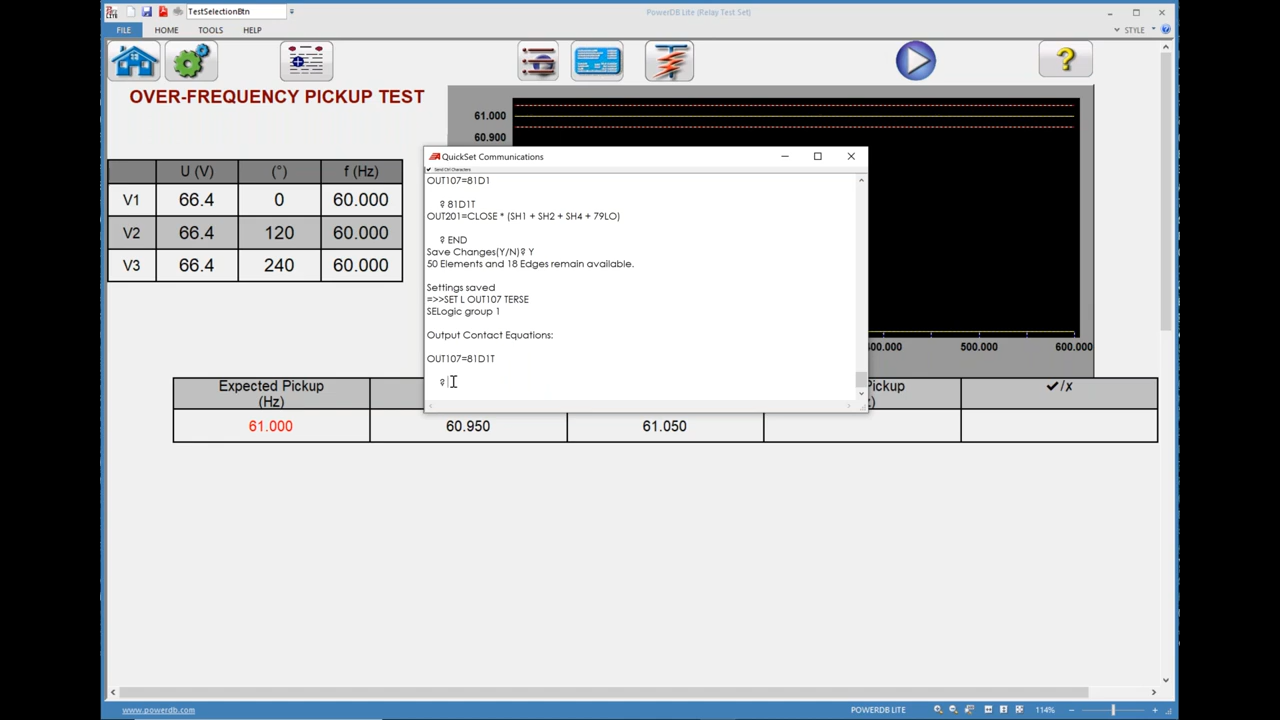 TestSelectionBtn
PowerDB Lite (Relay Test Set)
FILE HOME TOOLS HELP
STYLE
OVER-FREQUENCY PICKUP TEST
61.000
60.900
U (V) (°) f (Hz)
V1 66.4 0 60.000
V2 66.4 120 60.000
V3 66.4 240 60.000
QuickSet Communications
Send Ctrl Characters
OUT107=81D1
? 81D1T
OUT201=CLOSE * (SH1 + SH2 + SH4 + 79LO)
? END
Save Changes(Y/N)? Y
50 Elements and 18 Edges remain available.
Settings saved
=>>SET L OUT107 TERSE
SELogic group 1
Output Contact Equations:
OUT107=81D1T
?
500.000 600.000
Expected Pickup
(Hz)
Pickup
✓/x
61.000 60.950 61.050
www.powerdb.com
POWERDB LITE
114%